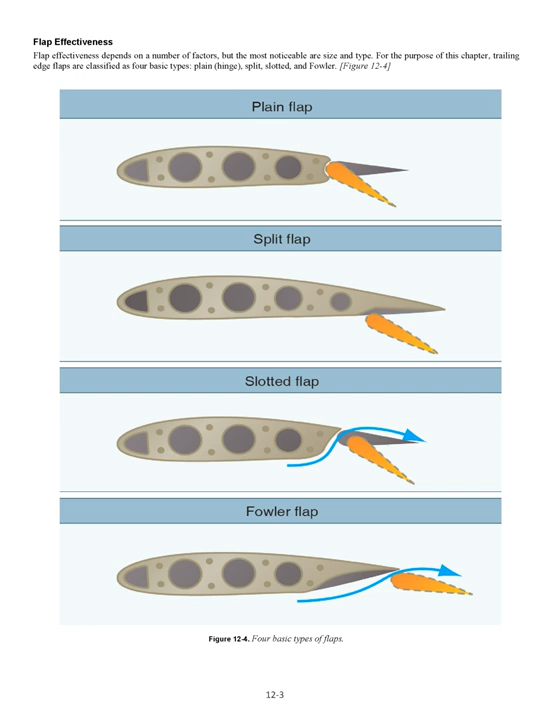 Flap Effectiveness
Flap effectiveness depends on a number of factors, but the most noticeable are size and type. For the purpose of this chapter, trailing
edge flaps are classified as four basic types: plain (hinge), split, slotted, and Fowler. [Figure 12-4]
Plain flap
Split flap
Slotted flap
Fowler flap
Figure 12-4. Four basic types of flaps.
12-3